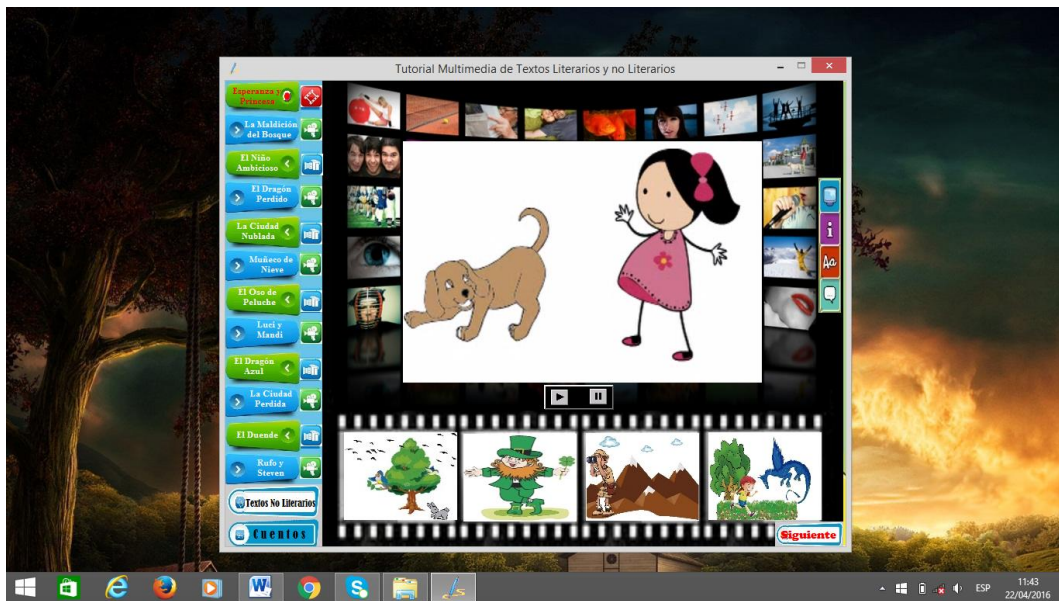 Tutorial Multimedia de Textos Literarios y no Literarios
Esperanza y
Princesa
La Maldición
del Bosque
El Niño
Ambicioso
El Dragón
Perdido
La Ciudad
Nublada
Muñeco de
Nieve
El Oso de
Peluche
Luci y
Mandi
El Dragón
Azul
La Ciudad
Perdida
El Duende
Rufo y
Steven
Textos No Literarios
Cuentos
i
Aa
Siguiente
ESP
11:43
22/04/2016